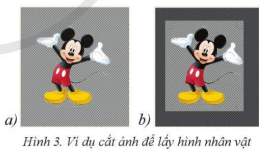 a)
b)
Hình 3. Ví dụ cắt ảnh để lấy hình nhân vật